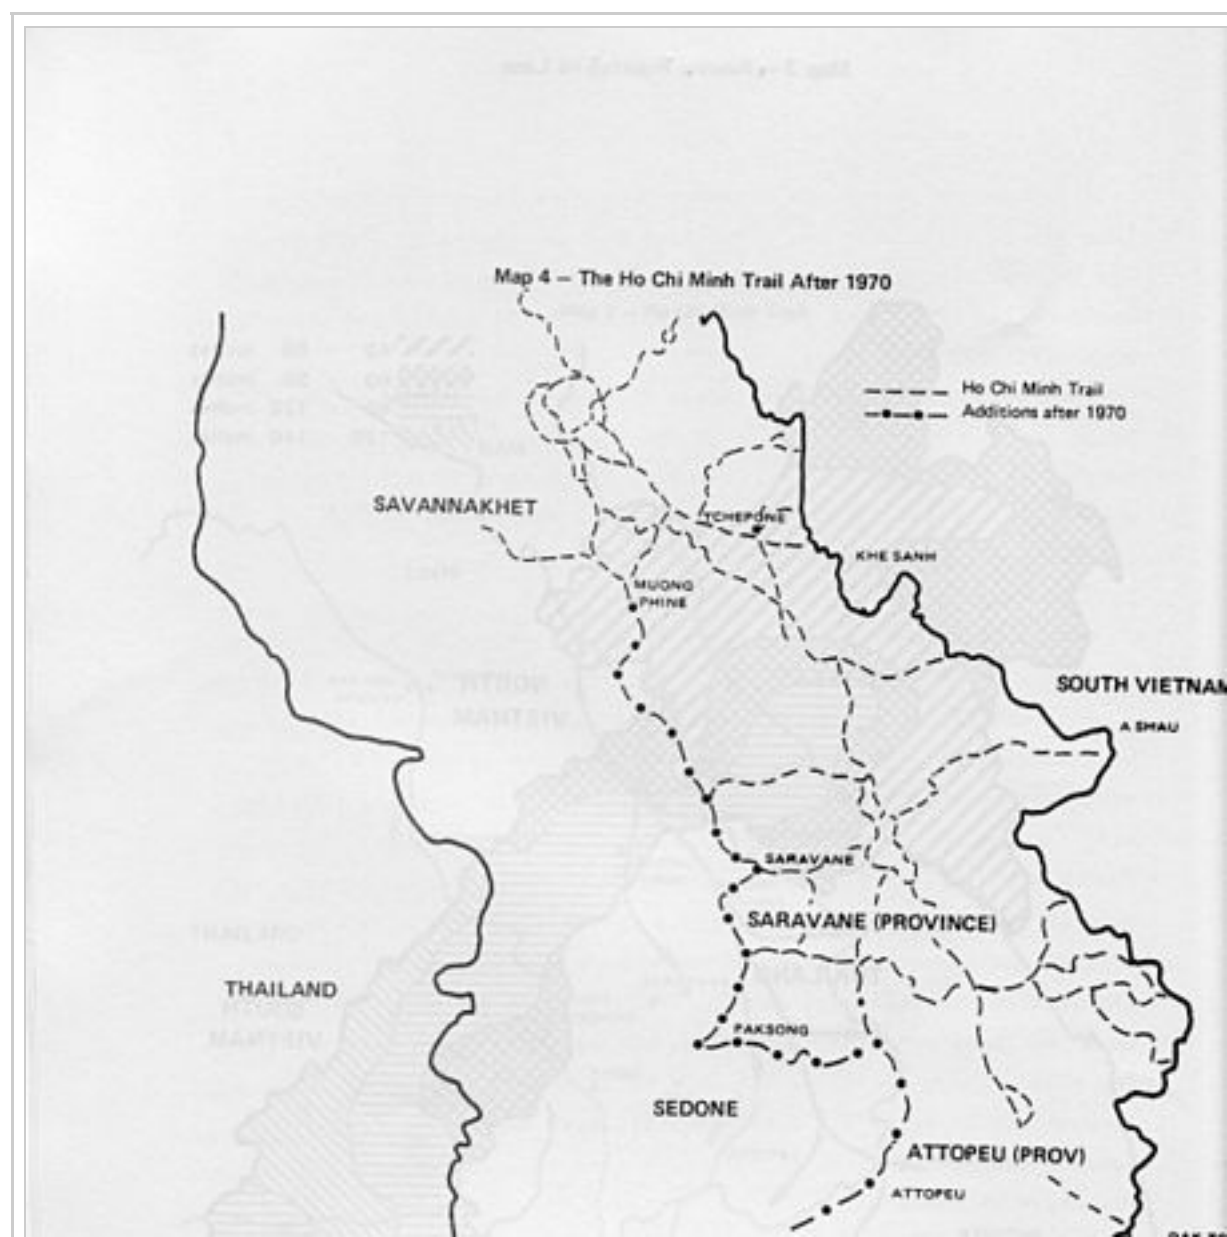 Map 4 – The Ho Chi Minh Trail After 1970
Ho Chi Minh Trail
Additions after 1970
SAVANNAKHET
TCHEPONE
KHE SANH
MUONG
PHINE
SOUTH VIETNAM
A SHAU
SARAVANE
SARAVANE (PROVINCE)
THAILAND
PAKSONG
SEDONE
ATTOPEU (PROV)
ATTOPEU